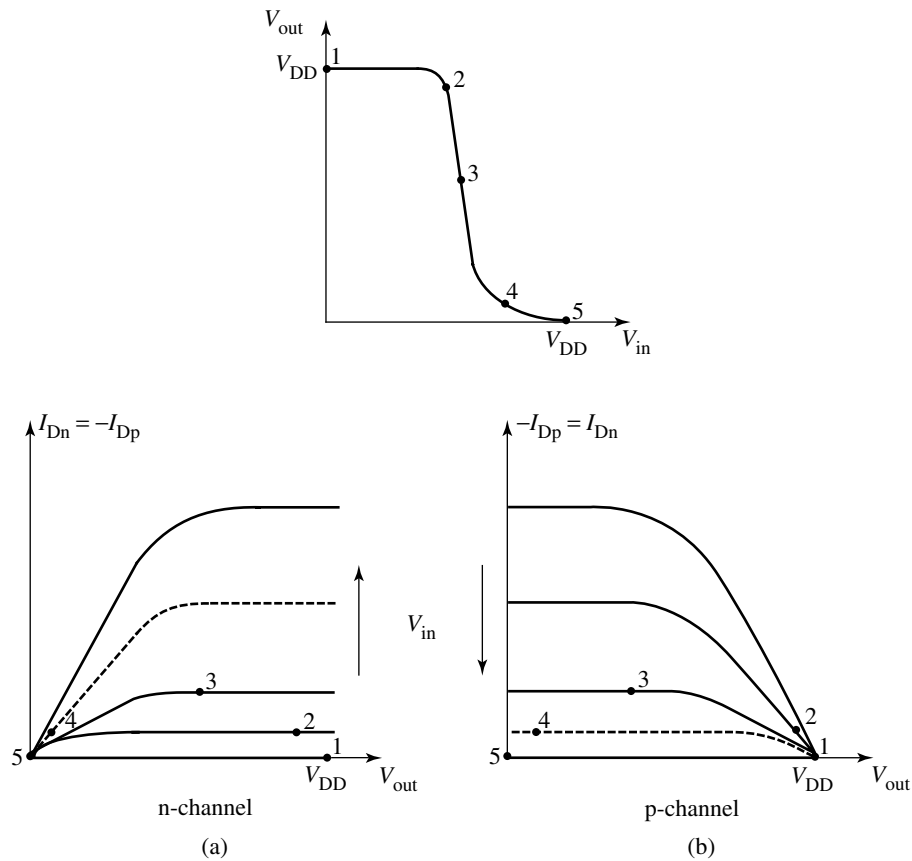 V_out
V_DD
1
2
3
4
5
V_DD
V_in
I_Dn = –I_Dp
3
4
2
5
1
V_DD
V_out
n-channel
(a)
V_in
–I_Dp = I_Dn
3
4
2
5
1
V_DD
V_out
p-channel
(b)